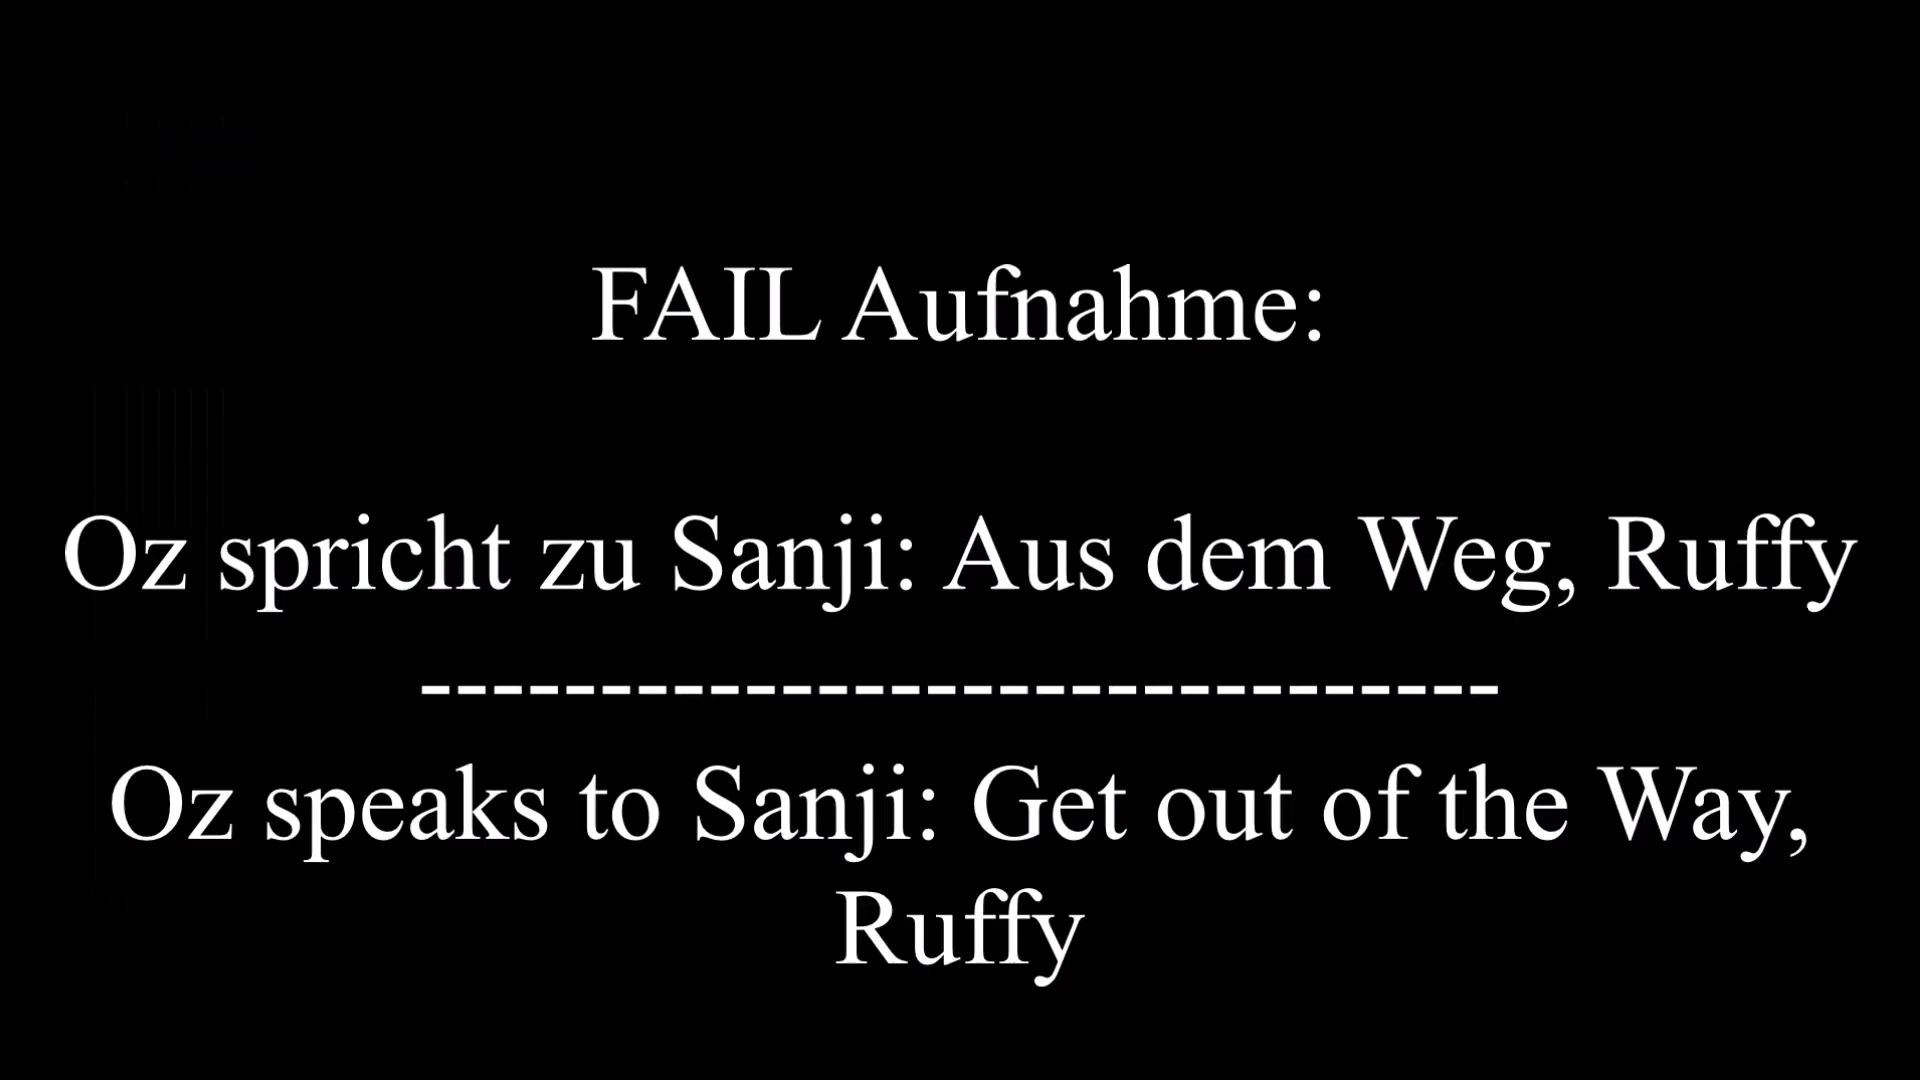 FAIL Aufnahme:
Oz spricht zu Sanji: Aus dem Weg, Ruffy
------------------------------
Oz speaks to Sanji: Get out of the Way,
Ruffy